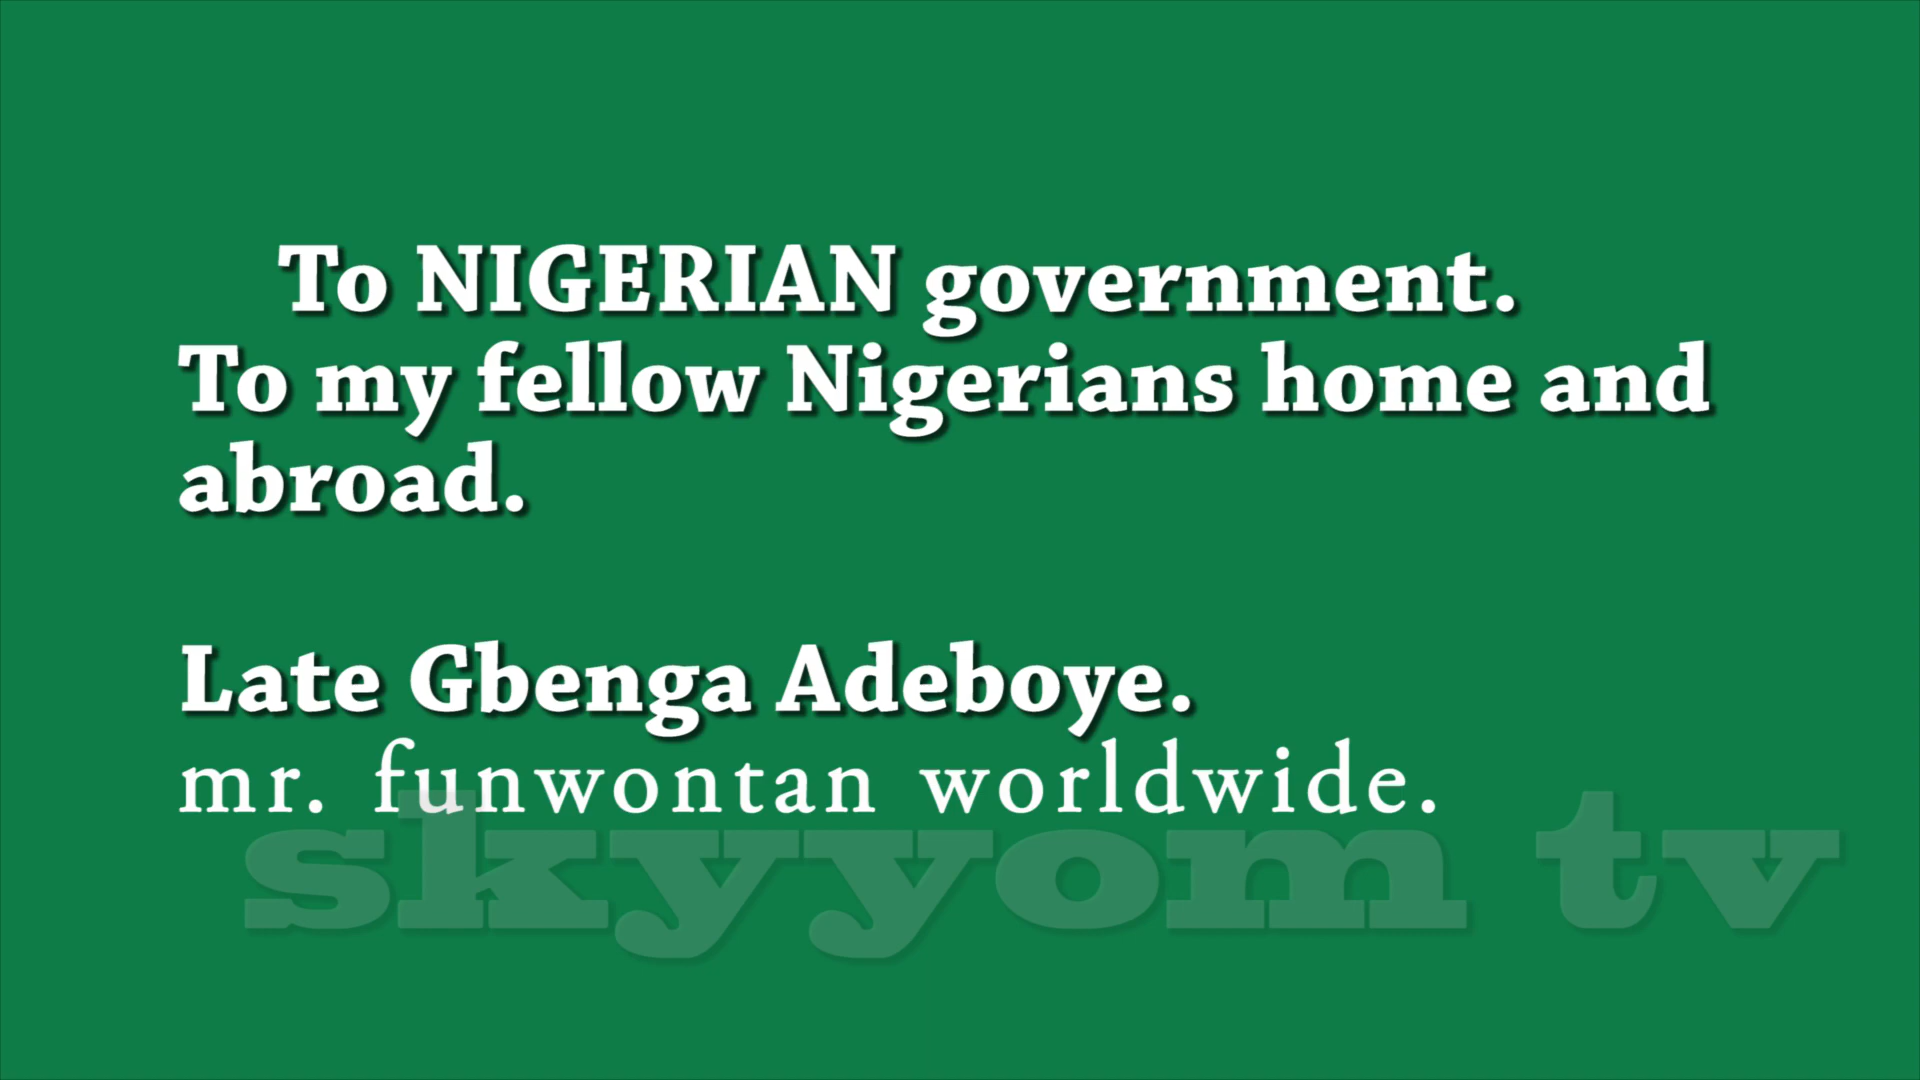 To NIGERIAN government.
To my fellow Nigerians home and
abroad.
Late Gbenga Adeboye.
mr. funwontan worldwide.
skyyom tv